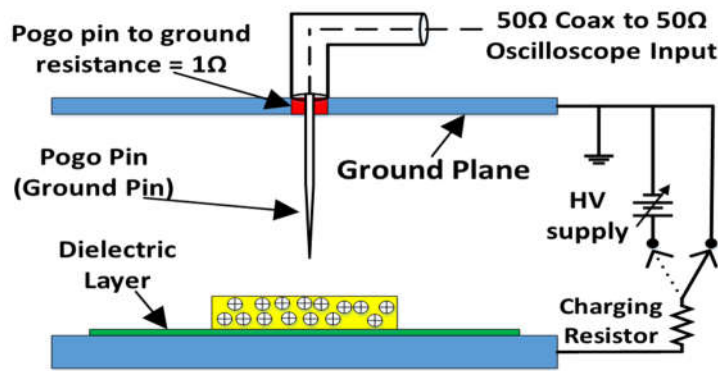 Pogo pin to ground
resistance = 1Ω
50Ω Coax to 50Ω
Oscilloscope Input
Pogo Pin
(Ground Pin)
Ground Plane
HV
supply
Dielectric
Layer
Charging
Resistor